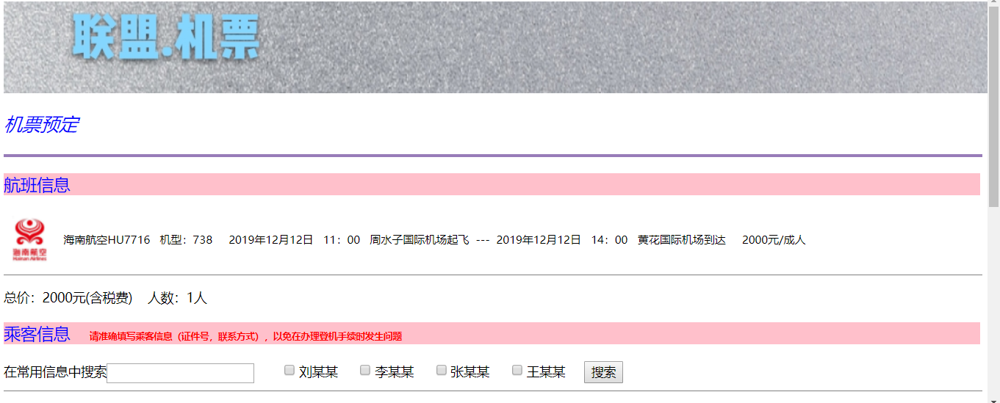 联盟.机票
机票预定
航班信息
海南航空
Hainan Airlines
海南航空HU7716 机型：738 2019年12月12日 11：00 周水子国际机场起飞 --- 2019年12月12日 14：00 黄花国际机场到达 2000元/成人
总价：2000元(含税费) 人数：1人
乘客信息 请准确填写乘客信息（证件号，联系方式），以免在办理登机手续时发生问题
在常用信息中搜索 刘某某 李某某 张某某 王某某 搜索